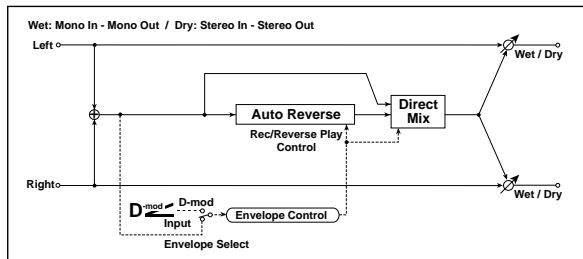 Wet: Mono In - Mono Out / Dry: Stereo In - Stereo Out
Left
Wet / Dry
Auto Reverse
Direct
Mix
Rec/Reverse Play
Control
Right
Wet / Dry
D-mod
D-mod
Input
Envelope Control
Envelope Select